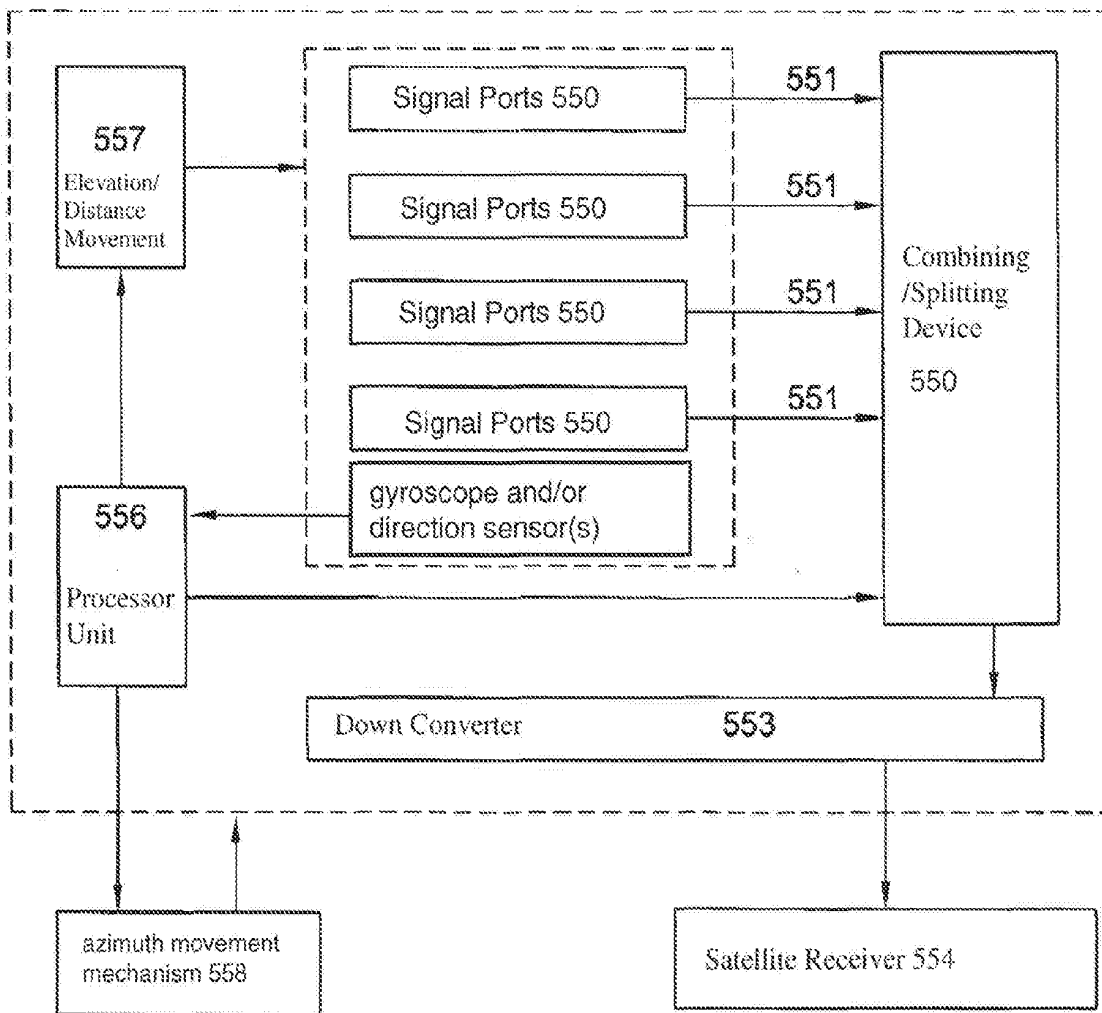 557
Elevation/
Distance
Movement
Signal Ports 550
551
Signal Ports 550
551
Signal Ports 550
551
Signal Ports 550
551
gyroscope and/or
direction sensor(s)
Combining
/Splitting
Device
550
556
Processor
Unit
Down Converter 553
azimuth movement
mechanism 558
Satellite Receiver 554